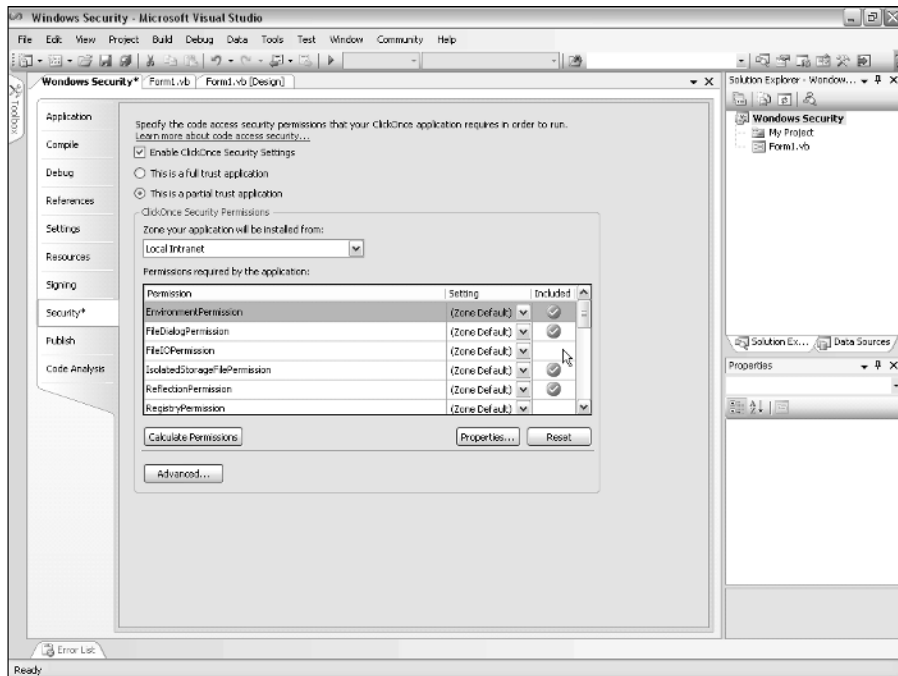 Windows Security - Microsoft Visual Studio
File Edit View Project Build Debug Data Tools Test Window Community Help
Toolbox
Wondows Security* Form1.vb Form1.vb [Design]
Application
Compile
Debug
References
Settings
Resources
Signing
Security*
Publish
Code Analysis
Specify the code access security permissions that your ClickOnce application requires in order to run.
Learn more about code access security...
Enable ClickOnce Security Settings
This is a full trust application
This is a partial trust application
ClickOnce Security Permissions
Zone your application will be installed from:
Local Intranet
Permissions required by the application:
Permission Setting Included
EnvironmentPermission (Zone Default)
FileDialogPermission (Zone Default)
FileIOPermission (Zone Default)
IsolatedStorageFilePermission (Zone Default)
ReflectionPermission (Zone Default)
RegistryPermission (Zone Default)
Calculate Permissions Properties... Reset
Advanced...
Solution Explorer - Wondow...
Wondows Security
My Project
Form1.vb
Solution Ex... Data Sources
Properties
Error List
Ready